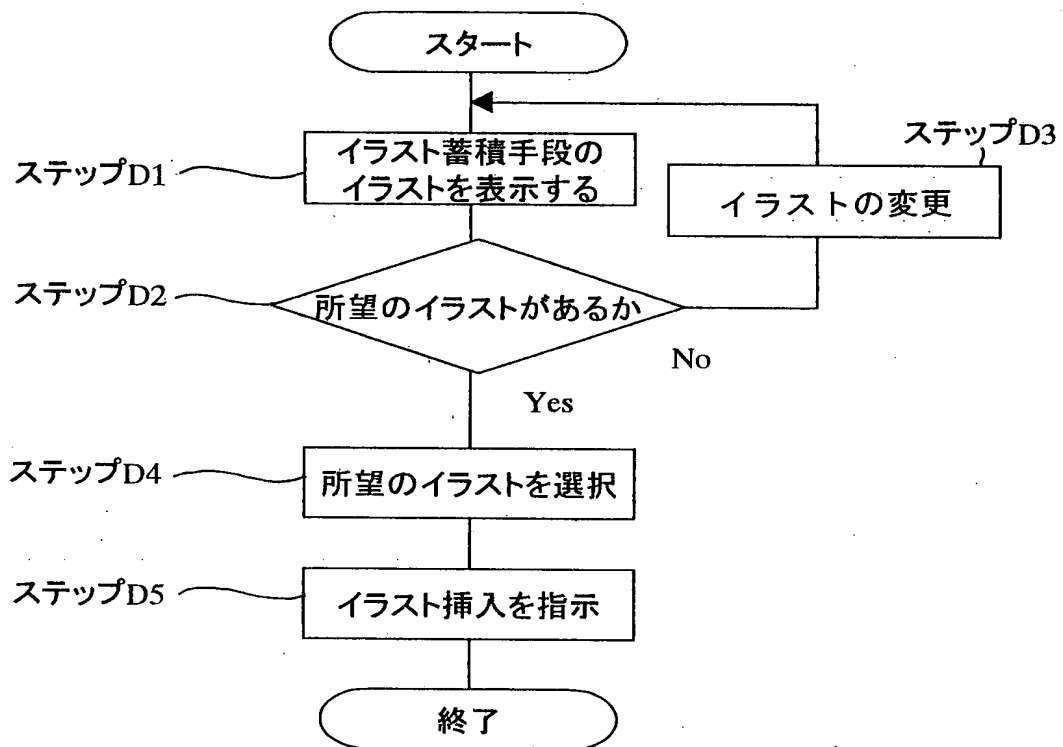 スタート
ステップD3
イラスト蓄積手段の
イラストを表示する
ステップD1
イラストの変更
ステップD2
所望のイラストがあるか
No
Yes
ステップD4
所望のイラストを選択
ステップD5
イラスト挿入を指示
終了